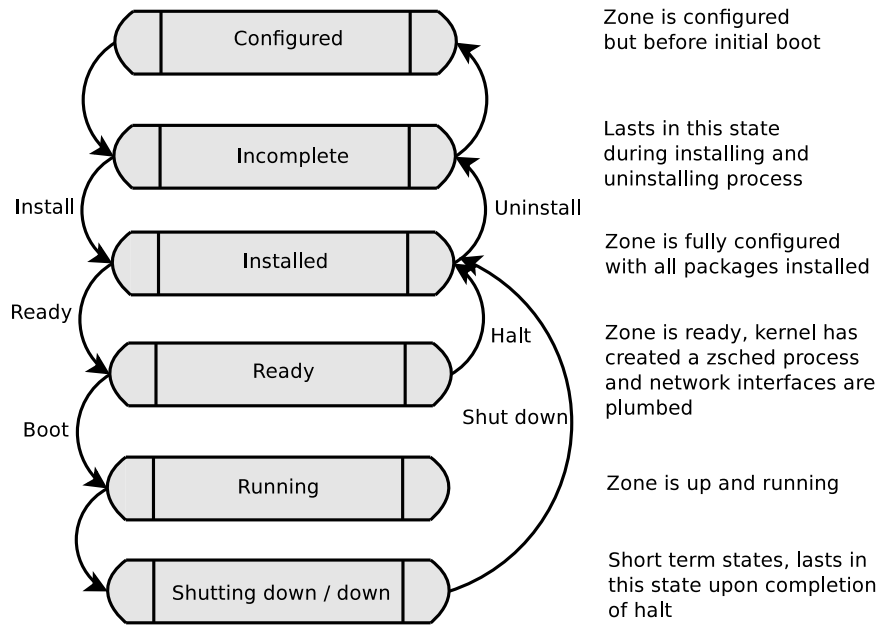 Configured
Zone is configured
but before initial boot
Incomplete
Lasts in this state
during installing and
uninstalling process
Install
Uninstall
Installed
Zone is fully configured
with all packages installed
Ready
Halt
Ready
Zone is ready, kernel has
created a zsched process
and network interfaces are
plumbed
Boot
Shut down
Running
Zone is up and running
Shutting down / down
Short term states, lasts in
this state upon completion
of halt